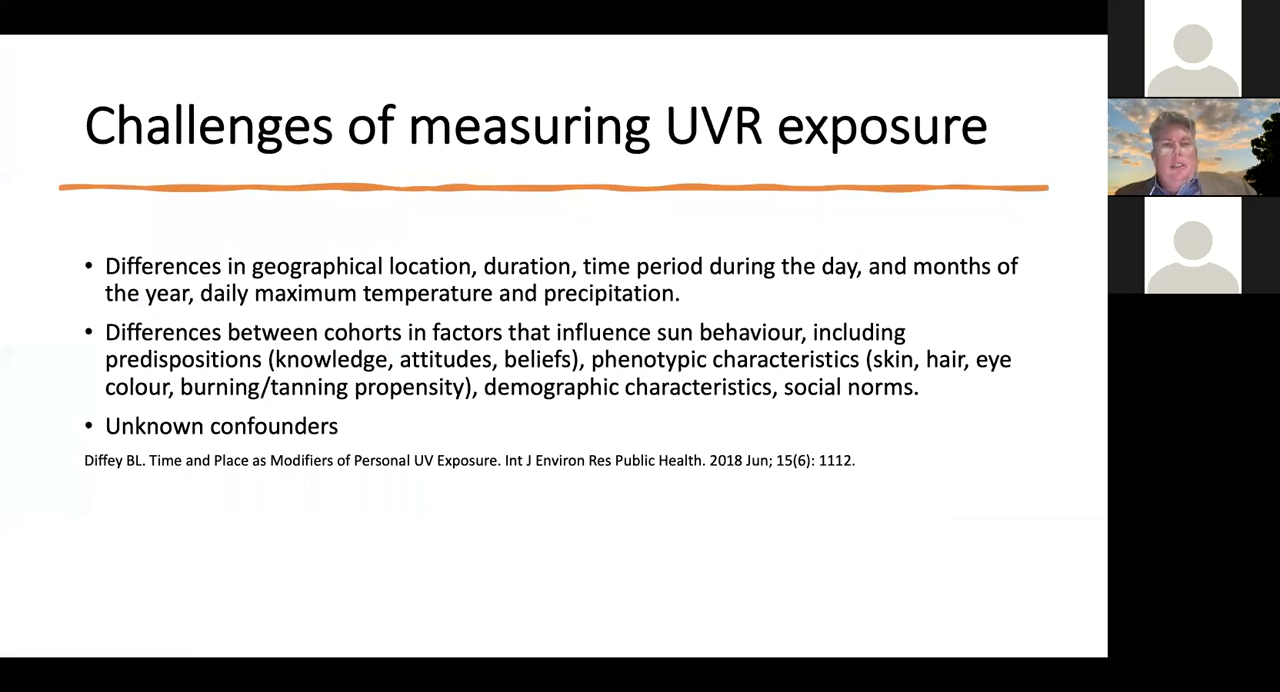 Challenges of measuring UVR exposure
• Differences in geographical location, duration, time period during the day, and months of
the year, daily maximum temperature and precipitation.
• Differences between cohorts in factors that influence sun behaviour, including
predispositions (knowledge, attitudes, beliefs), phenotypic characteristics (skin, hair, eye
colour, burning/tanning propensity), demographic characteristics, social norms.
• Unknown confounders
Diffey BL. Time and Place as Modifiers of Personal UV Exposure. Int J Environ Res Public Health. 2018 Jun; 15(6): 1112.